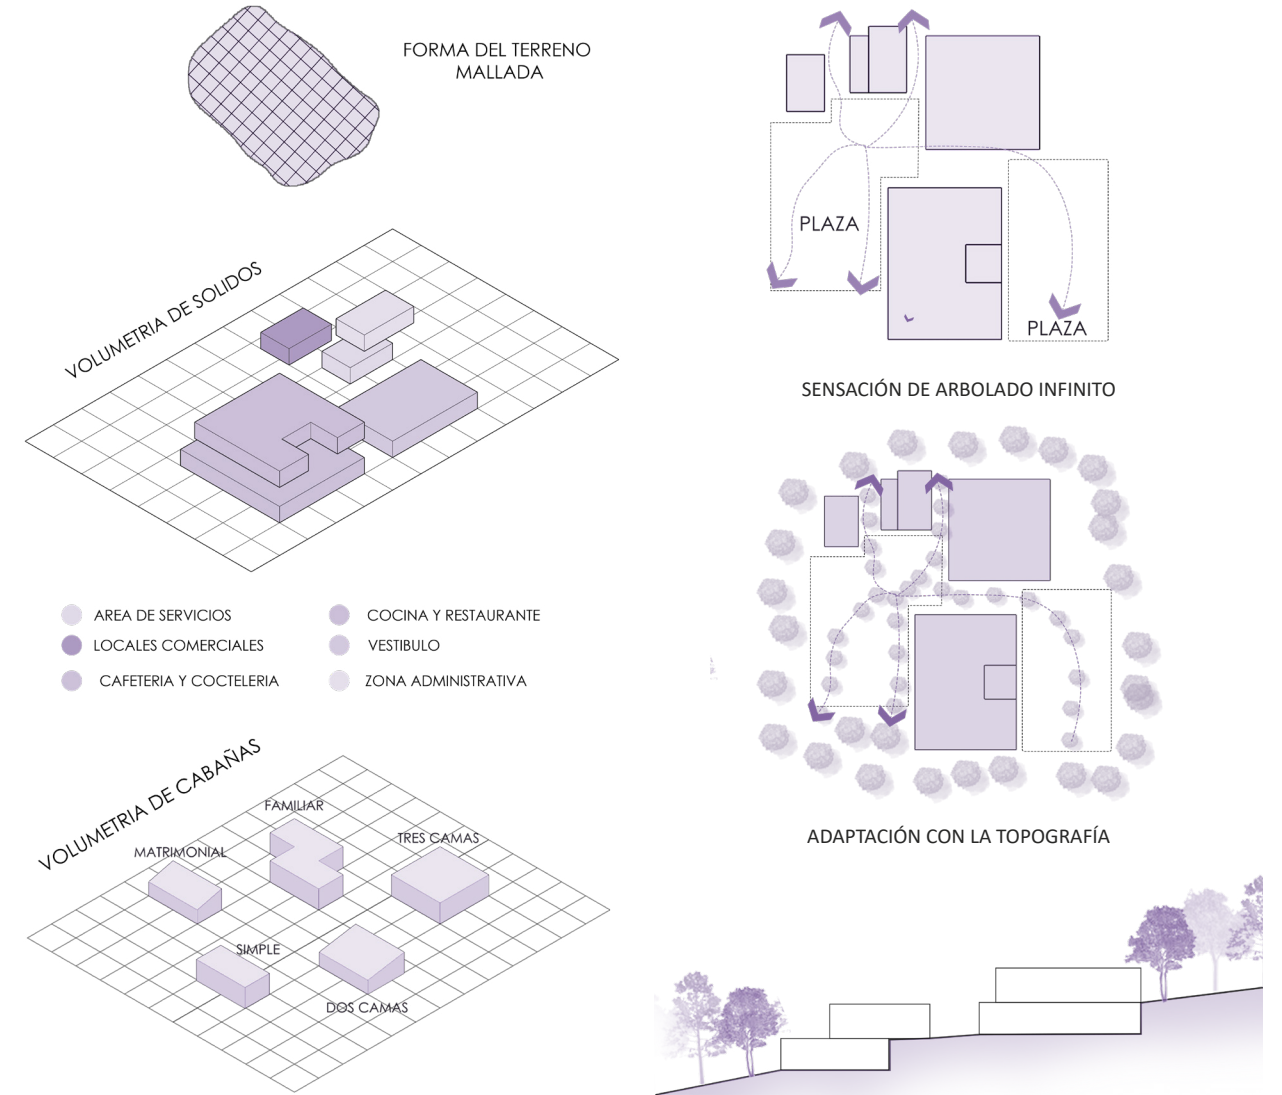 FORMA DEL TERRENO
MALLADA
VOLUMETRIA DE SOLIDOS
AREA DE SERVICIOS
COCINA Y RESTAURANTE
LOCALES COMERCIALES
VESTIBULO
CAFETERIA Y COCTELERIA
ZONA ADMINISTRATIVA
VOLUMETRIA DE CABAÑAS
FAMILIAR
MATRIMONIAL
TRES CAMAS
SIMPLE
DOS CAMAS
PLAZA
PLAZA
SENSACIÓN DE ARBOLADO INFINITO
ADAPTACIÓN CON LA TOPOGRAFÍA